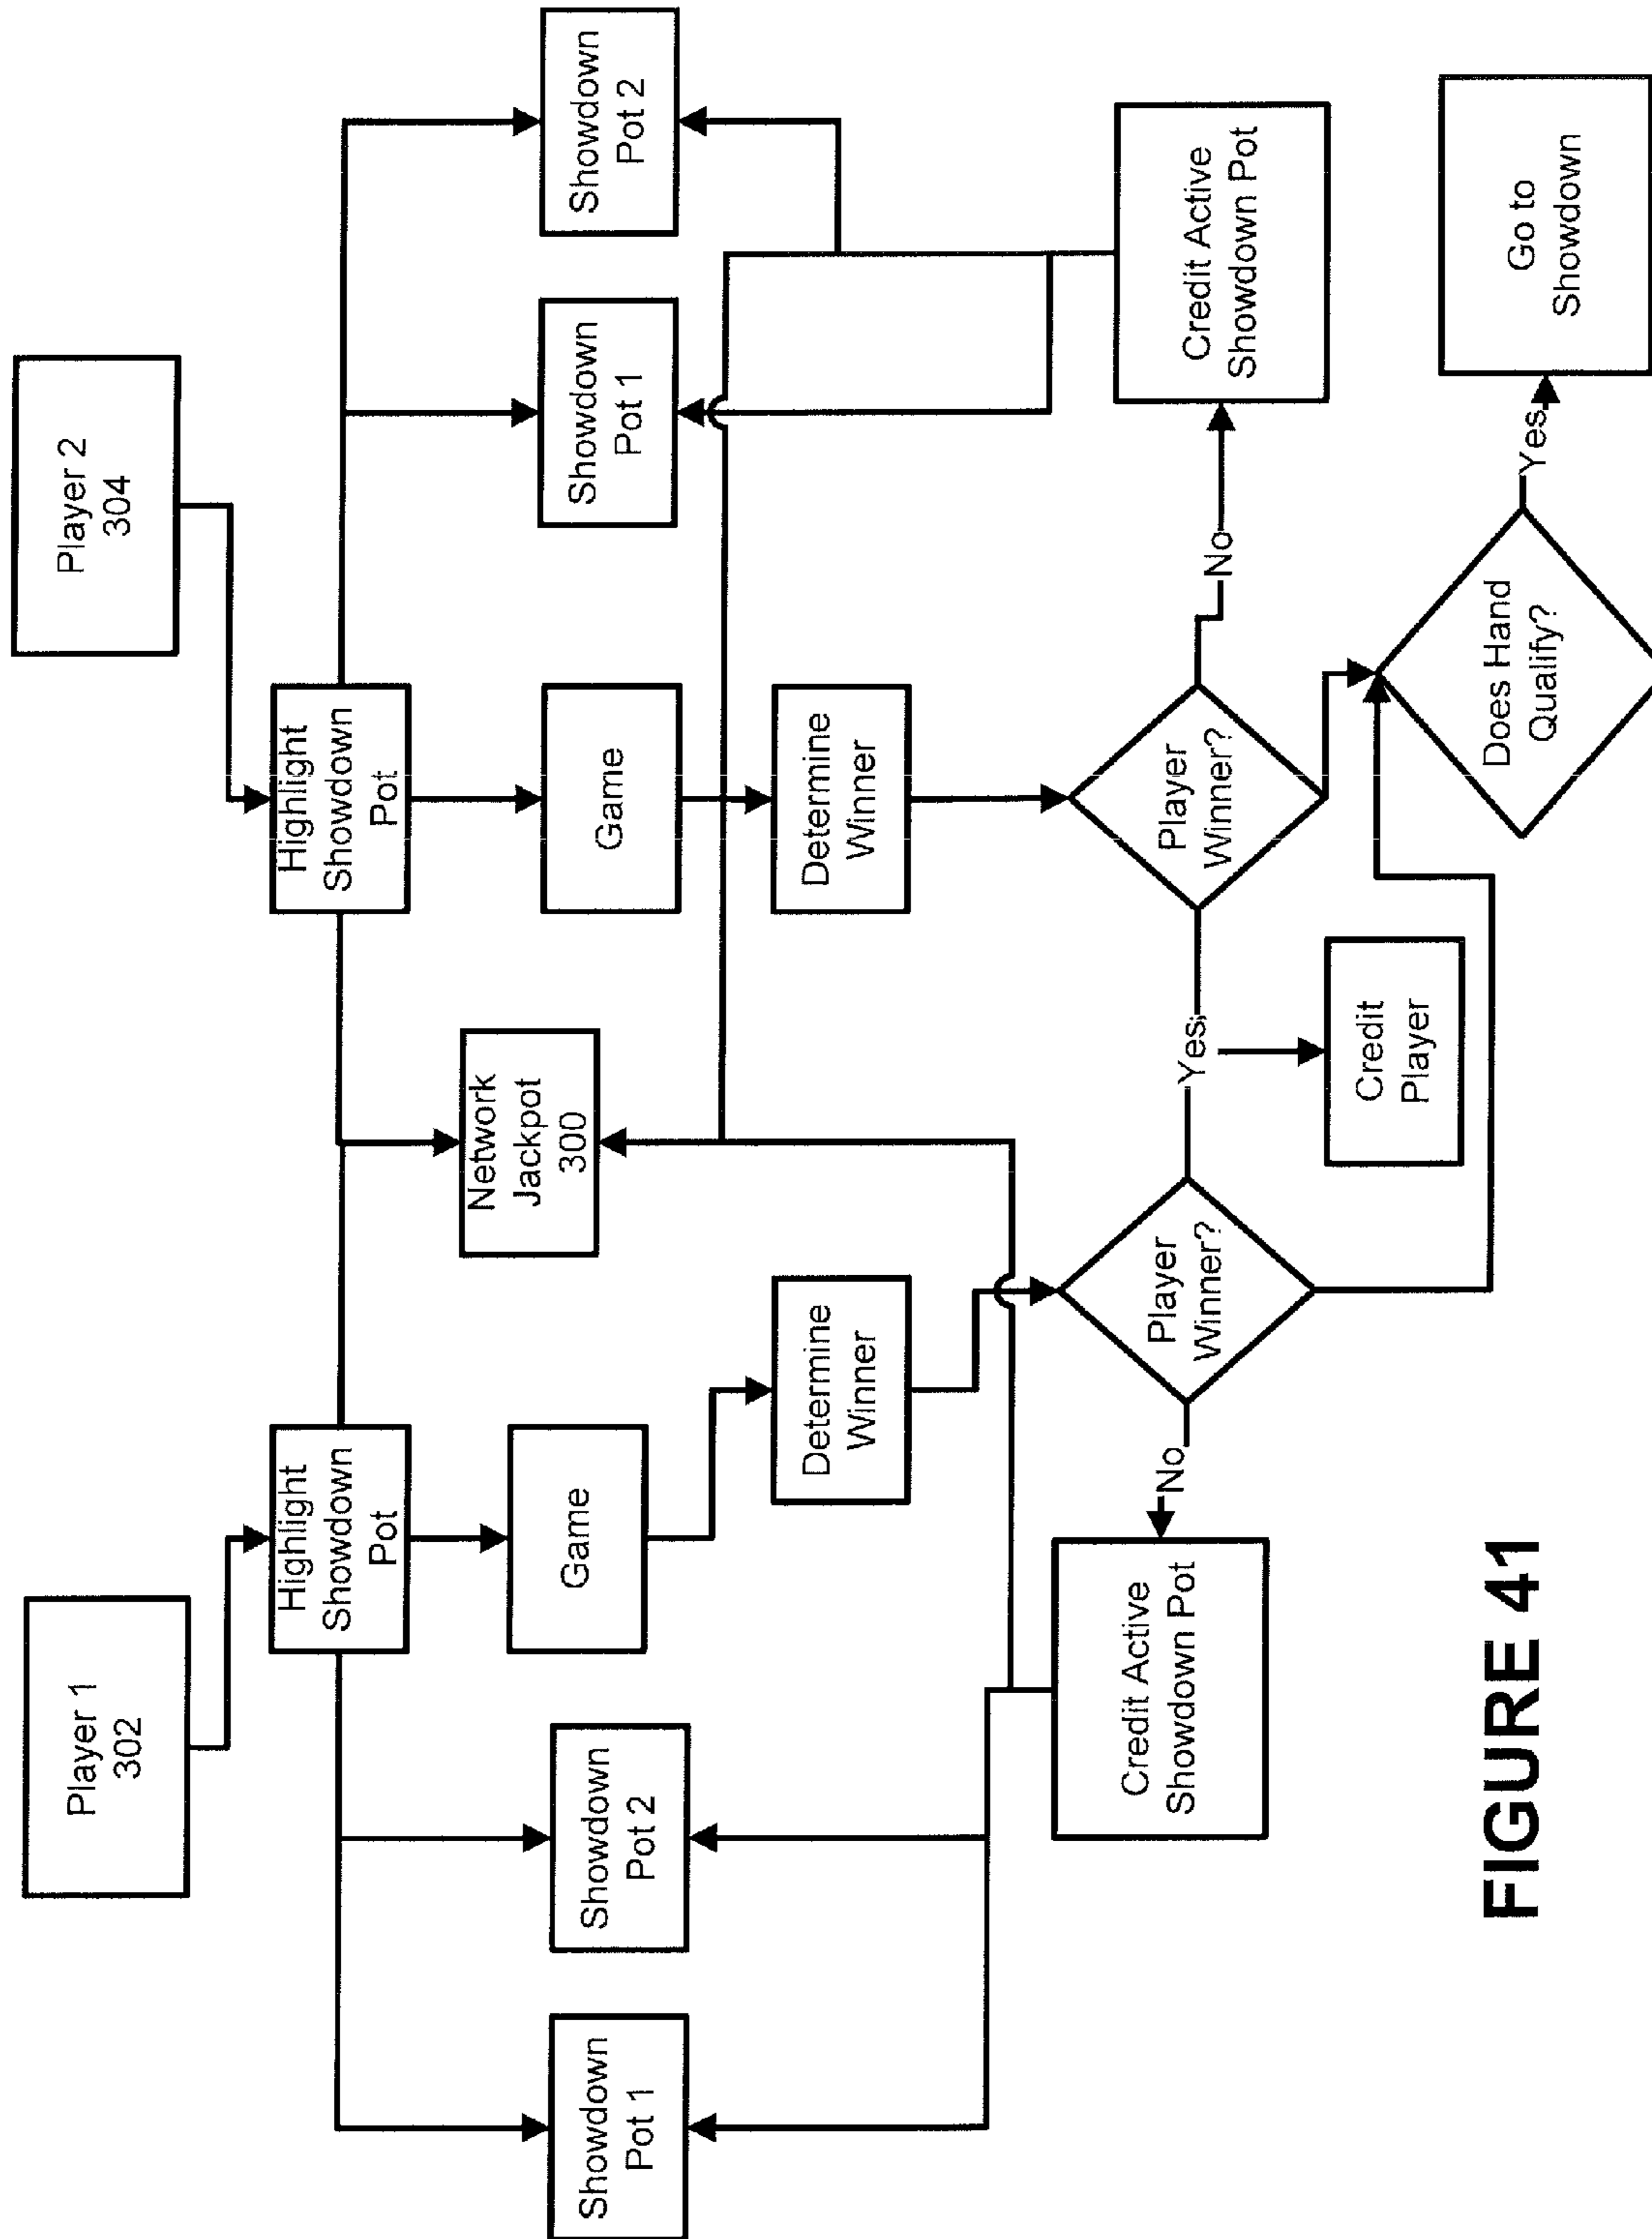 Player 1
302
Player 2
304
Highlight
Showdown
Pot
Highlight
Showdown
Pot
Showdown
Pot 1
Showdown
Pot 2
Game
Network
Jackpot
300
Game
Showdown
Pot 1
Showdown
Pot 2
Determine
Winner
Determine
Winner
Credit Active
Showdown Pot
No
Player
Winner?
Yes
Player
Winner?
No
Credit Active
Showdown Pot
Credit
Player
Does Hand
Qualify?
Yes
Go to
Showdown
FIGURE 41